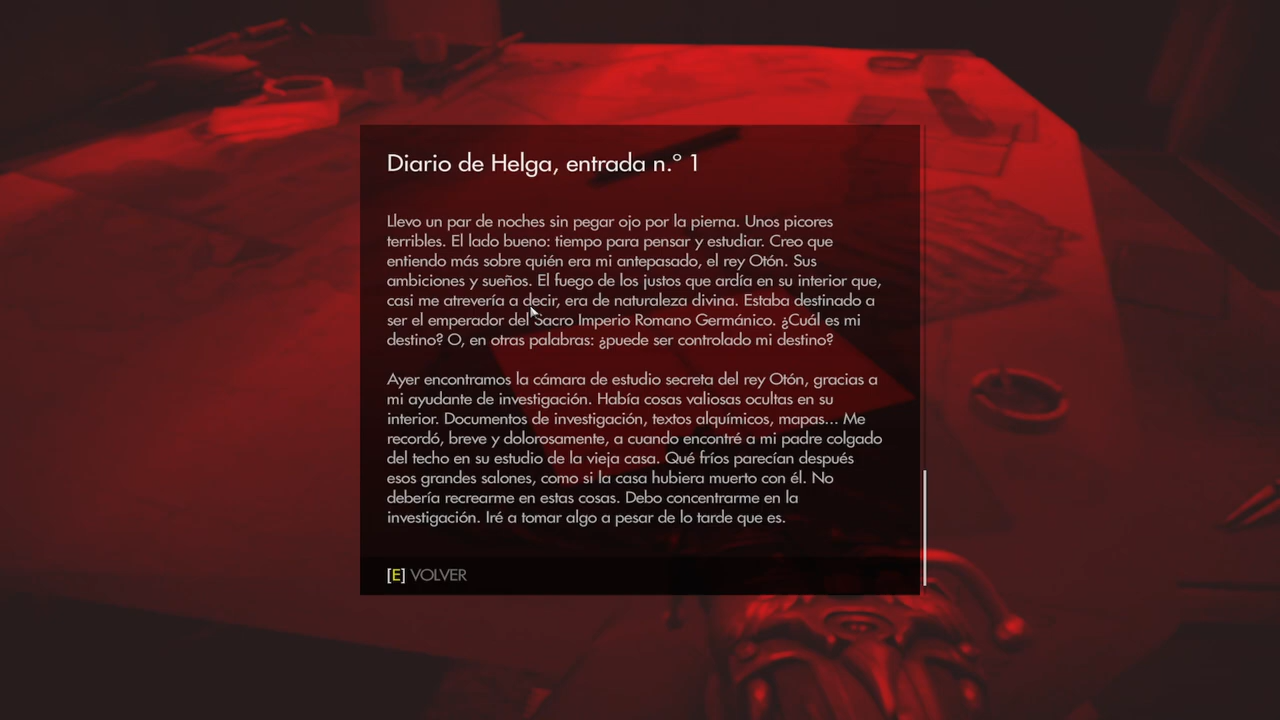 Diario de Helga, entrada n.º 1
Llevo un par de noches sin pegar ojo por la pierna. Unos picores
terribles. El lado bueno: tiempo para pensar y estudiar. Creo que
entiendo más sobre quién era mi antepasado, el rey Otón. Sus
ambiciones y sueños. El fuego de los justos que ardía en su interior que,
casi me atrevería a decir, era de naturaleza divina. Estaba destinado a
ser el emperador del Sacro Imperio Romano Germánico. ¿Cuál es mi
destino? O, en otras palabras: ¿puede ser controlado mi destino?
Ayer encontramos la cámara de estudio secreta del rey Otón, gracias a
mi ayudante de investigación. Había cosas valiosas ocultas en su
interior. Documentos de investigación, textos alquímicos, mapas... Me
recordó, breve y dolorosamente, a cuando encontré a mi padre colgado
del techo en su estudio de la vieja casa. Qué fríos parecían después
esos grandes salones, como si la casa hubiera muerto con él. No
debería recrearme en estas cosas. Debo concentrarme en la
investigación. Iré a tomar algo a pesar de lo tarde que es.
[E] VOLVER